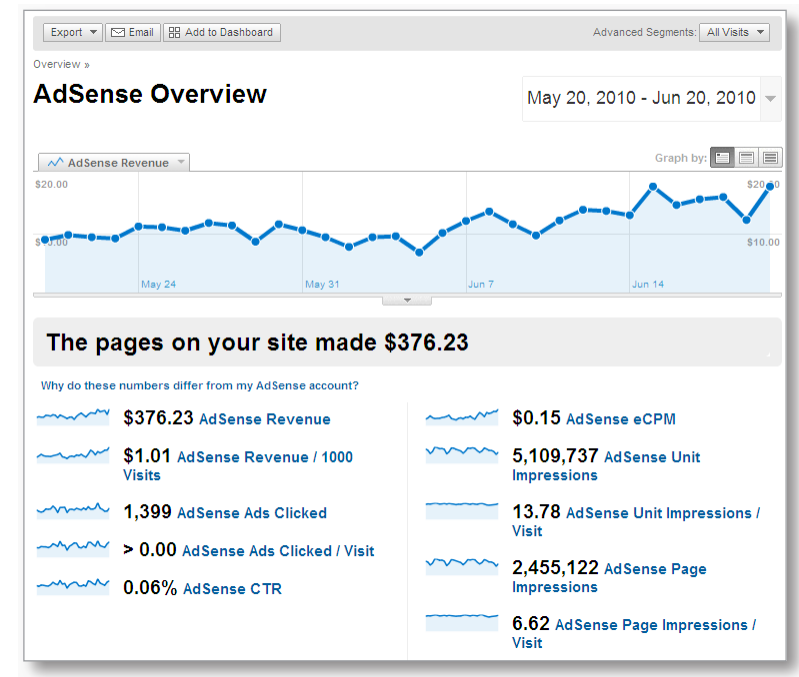 Export Email Add to Dashboard Advanced Segments: All Visits
Overview »
AdSense Overview
May 20, 2010 - Jun 20, 2010
AdSense Revenue Graph by:
$20.00 $20.00
$10.00 $10.00
May 24 May 31 Jun 7 Jun 14
The pages on your site made $376.23
Why do these numbers differ from my AdSense account?
$376.23 AdSense Revenue
$1.01 AdSense Revenue / 1000
Visits
1,399 AdSense Ads Clicked
> 0.00 AdSense Ads Clicked / Visit
0.06% AdSense CTR
$0.15 AdSense eCPM
5,109,737 AdSense Unit
Impressions
13.78 AdSense Unit Impressions /
Visit
2,455,122 AdSense Page
Impressions
6.62 AdSense Page Impressions /
Visit